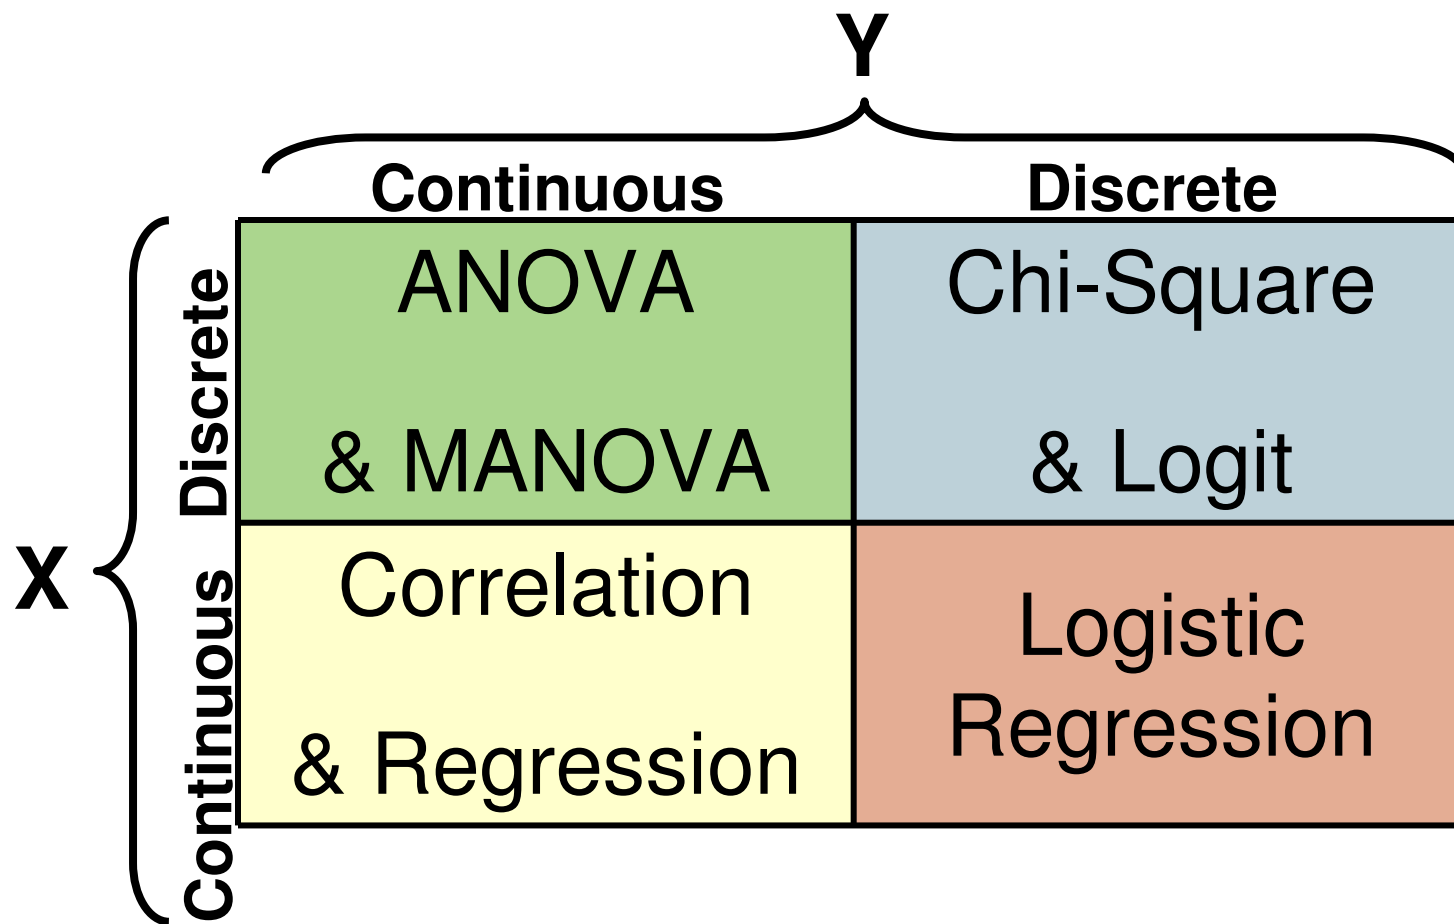 Y
Continuous Discrete
X
Discrete
ANOVA
& MANOVA
Chi-Square
& Logit
Continuous
Correlation
& Regression
Logistic
Regression